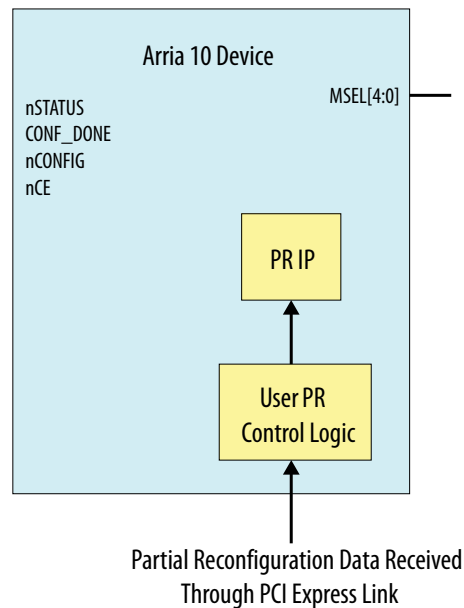 Arria 10 Device
MSEL[4:0]
nSTATUS
CONF_DONE
nCONFIG
nCE
PR IP
User PR
Control Logic
Partial Reconfiguration Data Received
Through PCI Express Link